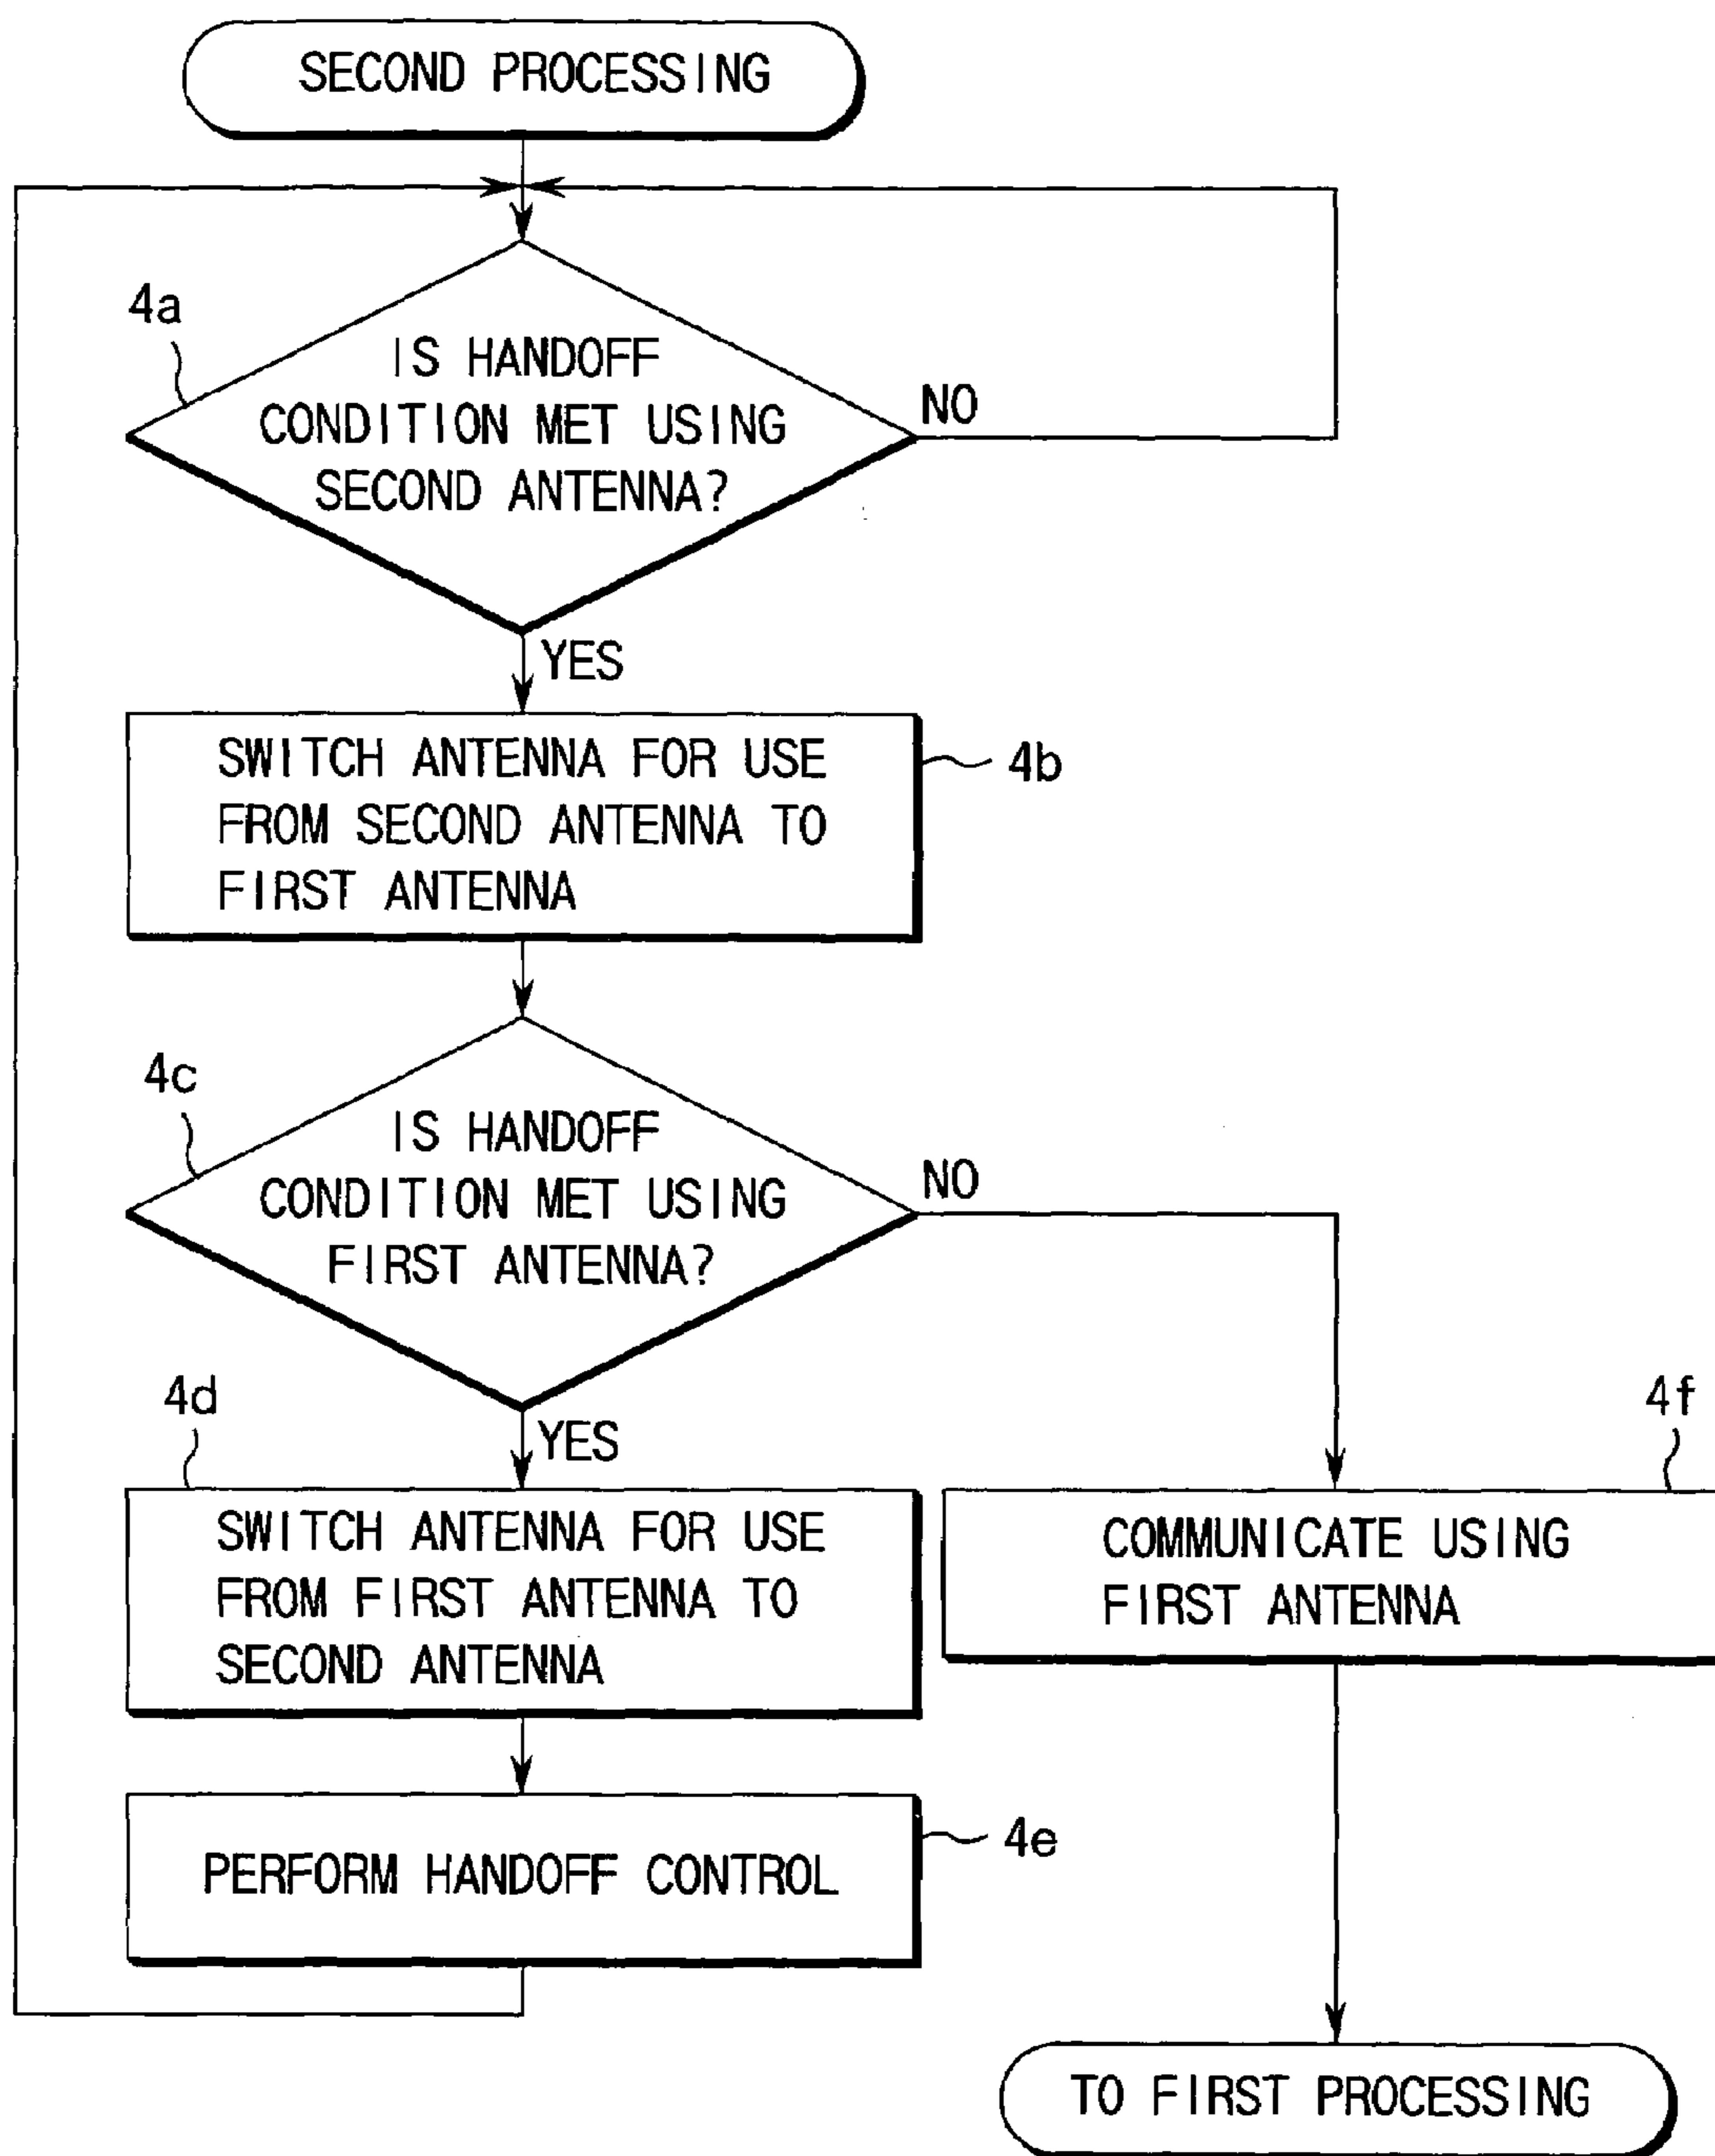 SECOND PROCESSING
4a
IS HANDOFF
CONDITION MET USING
SECOND ANTENNA?
NO
YES
SWITCH ANTENNA FOR USE
FROM SECOND ANTENNA TO
FIRST ANTENNA
4b
4c
IS HANDOFF
CONDITION MET USING
FIRST ANTENNA?
NO
YES
4d
SWITCH ANTENNA FOR USE
FROM FIRST ANTENNA TO
SECOND ANTENNA
4f
COMMUNICATE USING
FIRST ANTENNA
PERFORM HANDOFF CONTROL
4e
TO FIRST PROCESSING